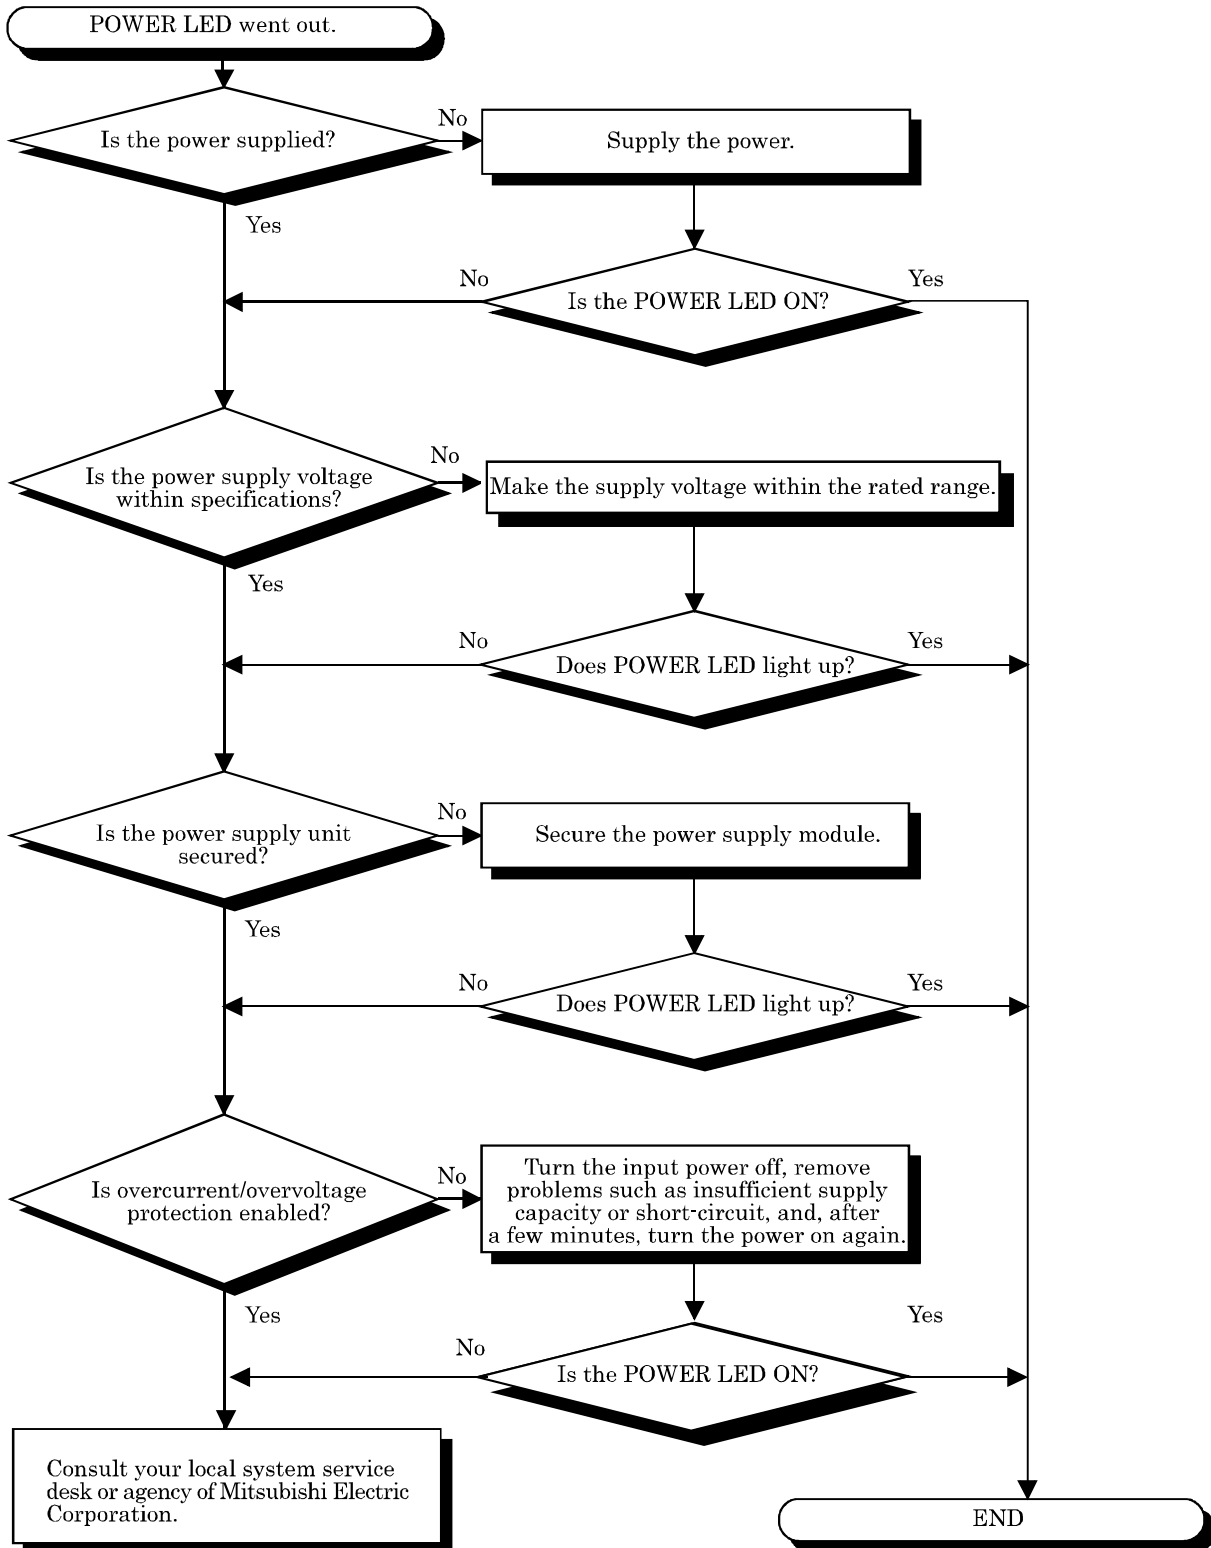 POWER LED went out.
Is the power supplied?
No
Supply the power.
Yes
No
Is the POWER LED ON?
Yes
Is the power supply voltage
within specifications?
No
Make the supply voltage within the rated range.
Yes
No
Does POWER LED light up?
Yes
Is the power supply unit
secured?
No
Secure the power supply module.
Yes
No
Does POWER LED light up?
Yes
Is overcurrent/overvoltage
protection enabled?
No
Turn the input power off, remove
problems such as insufficient supply
capacity or short-circuit, and, after
a few minutes, turn the power on again.
Yes
No
Is the POWER LED ON?
Yes
Consult your local system service
desk or agency of Mitsubishi Electric
Corporation.
END